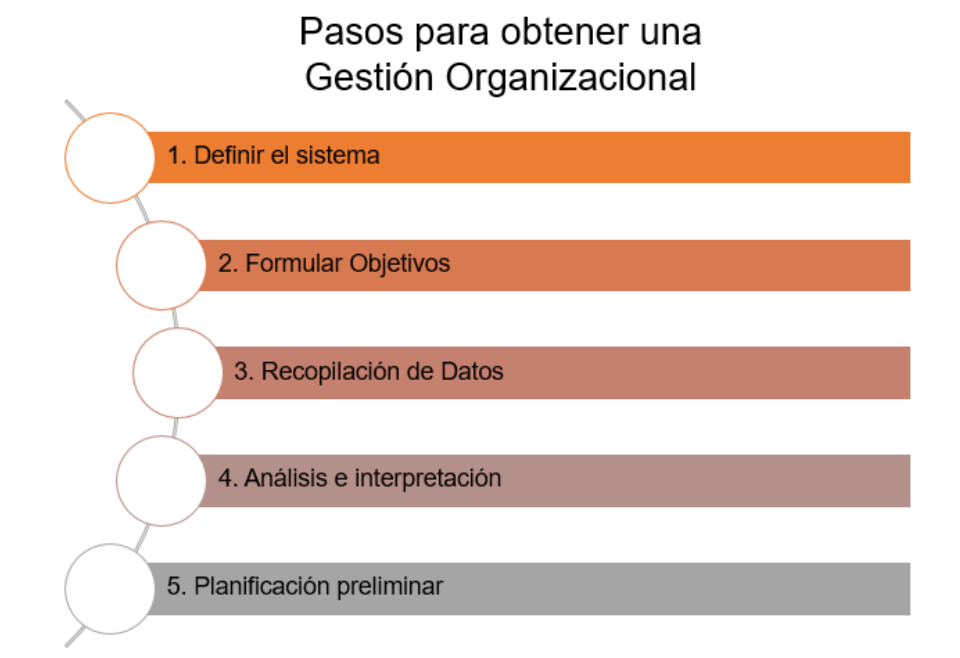 Pasos para obtener una
Gestión Organizacional
1. Definir el sistema
2. Formular Objetivos
3. Recopilación de Datos
4. Análisis e interpretación
5. Planificación preliminar